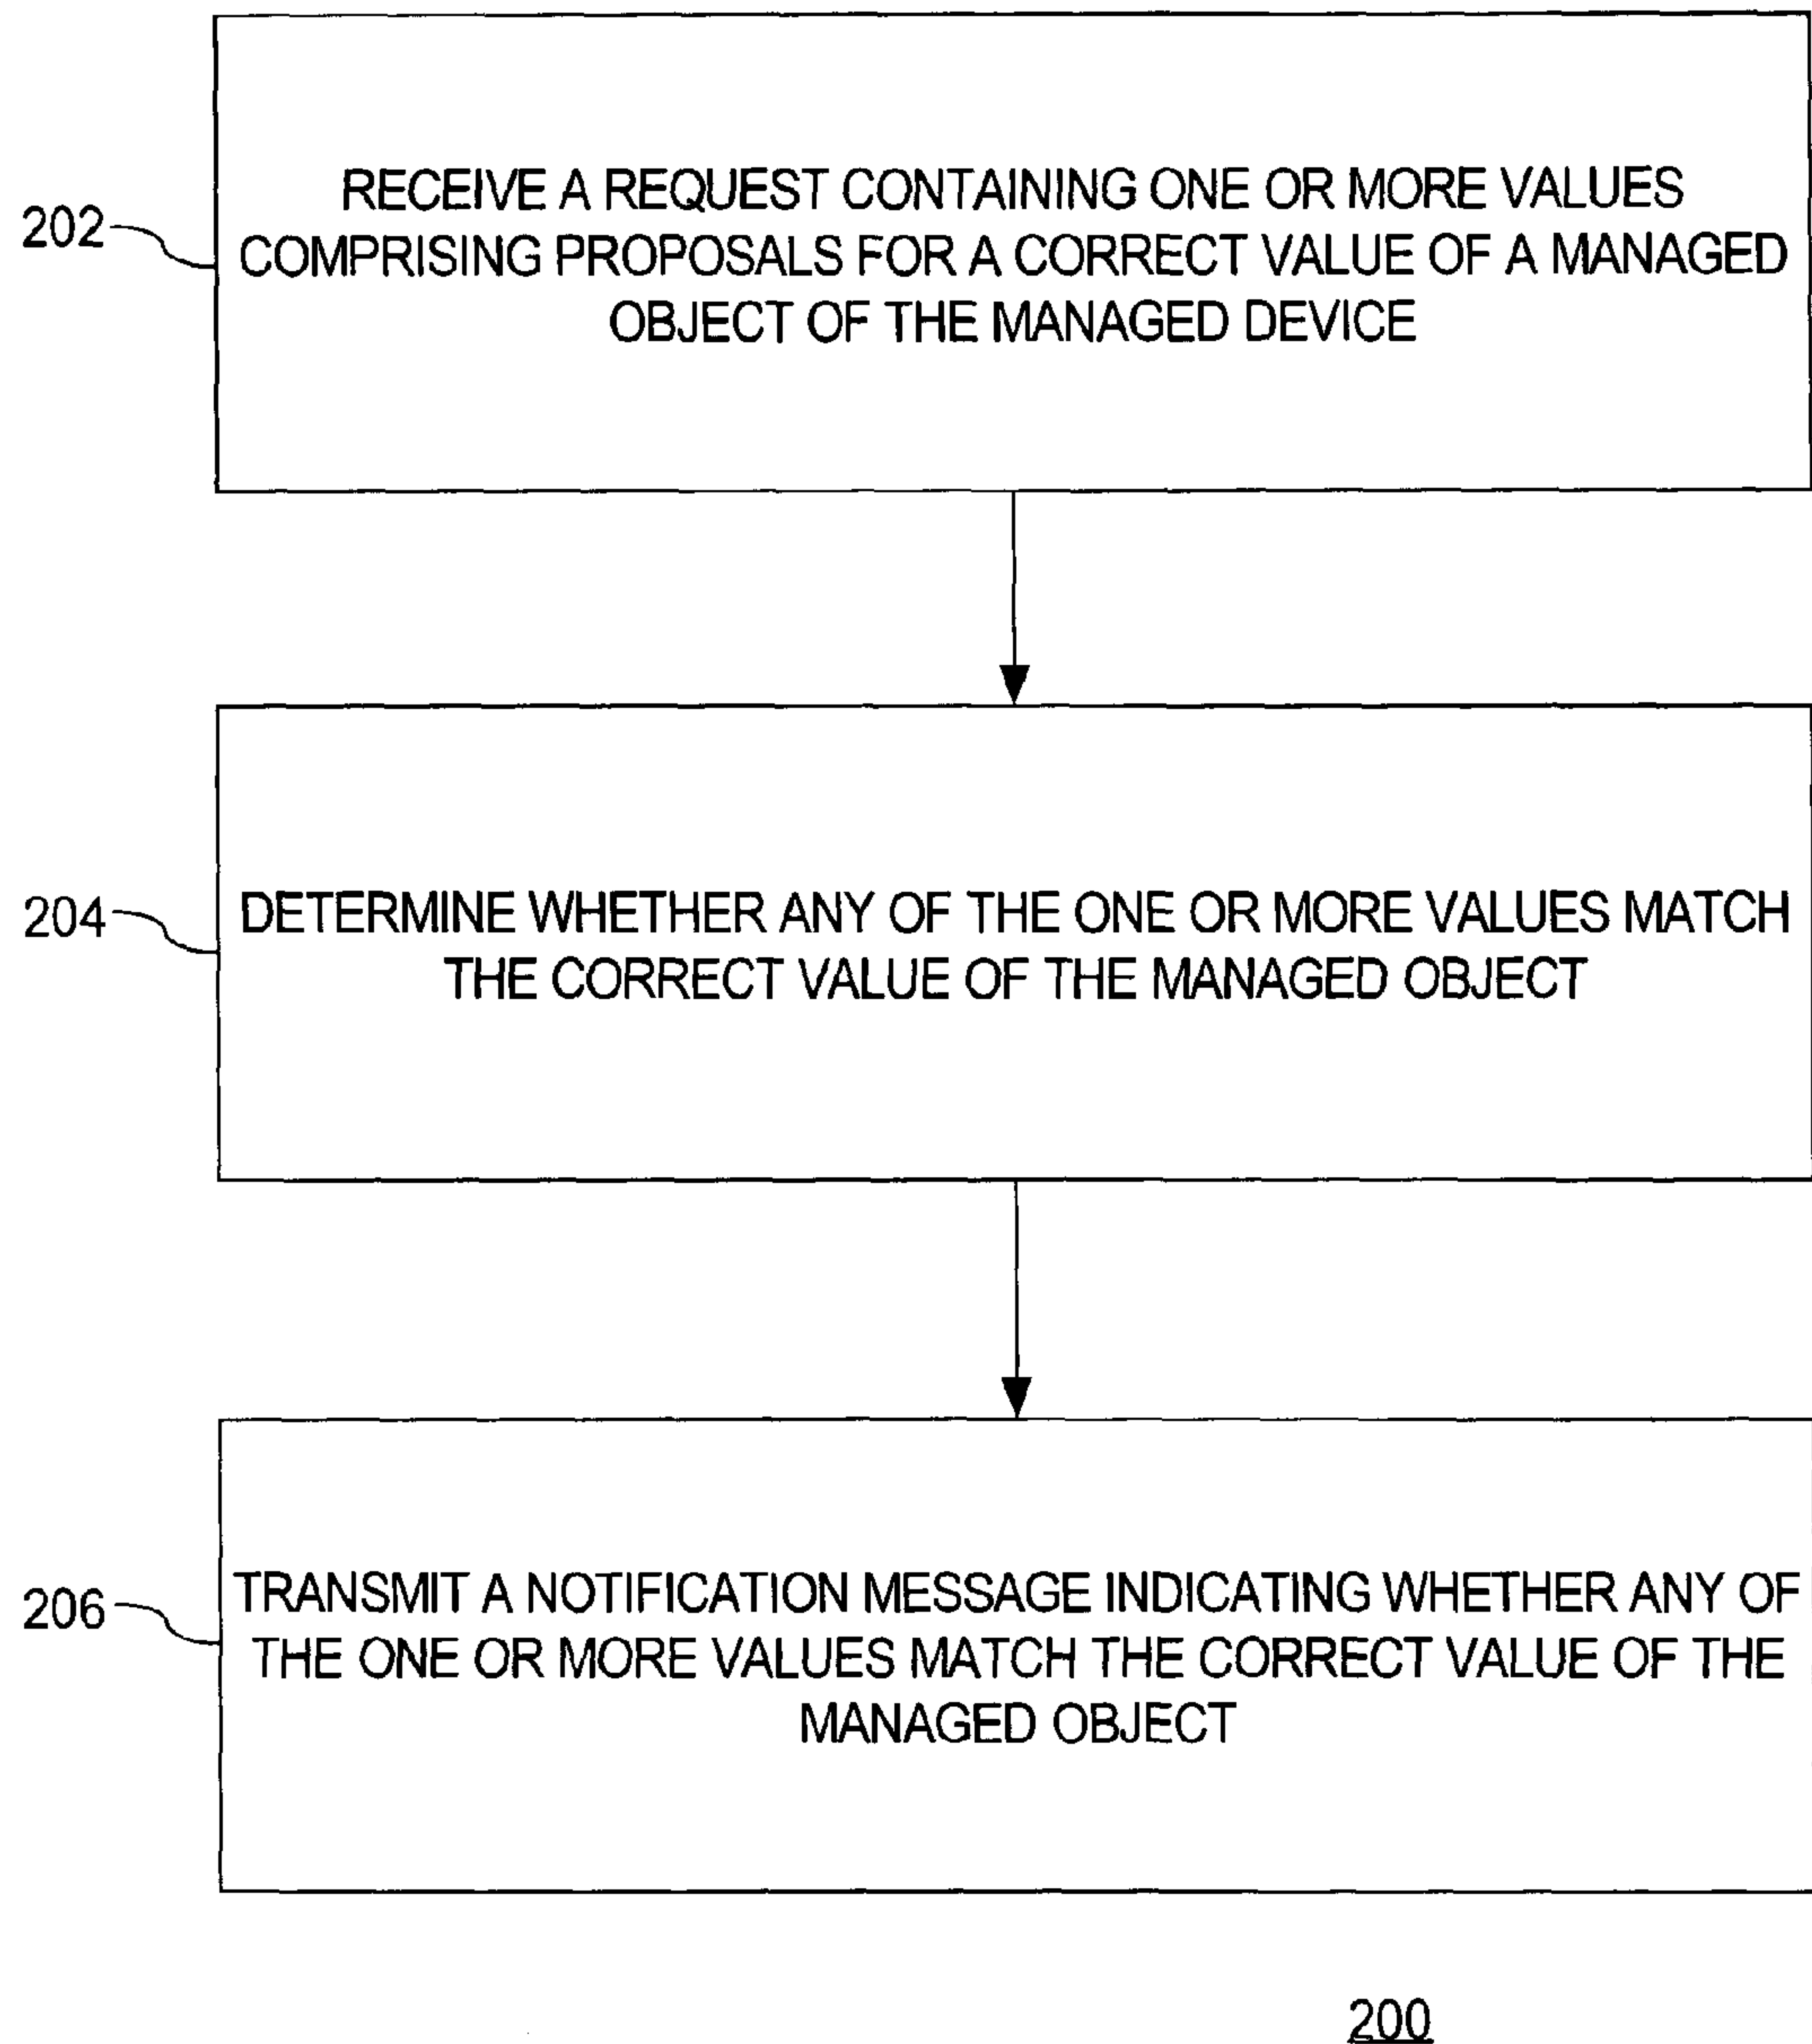 RECEIVE A REQUEST CONTAINING ONE OR MORE VALUES
202
COMPRISING PROPOSALS FOR A CORRECT VALUE OF A MANAGED
OBJECT OF THE MANAGED DEVICE
204
DETERMINE WHETHER ANY OF THE ONE OR MORE VALUES MATCH
THE CORRECT VALUE OF THE MANAGED OBJECT
206
TRANSMIT A NOTIFICATION MESSAGE INDICATING WHETHER ANY OF
THE ONE OR MORE VALUES MATCH THE CORRECT VALUE OF THE
MANAGED OBJECT
200